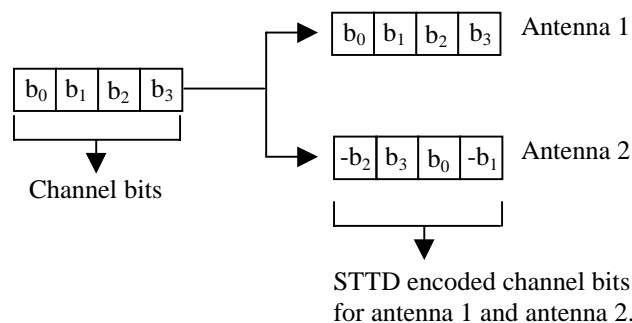 b₀ b₁ b₂ b₃ Antenna 1
b₀ b₁ b₂ b₃
-b₂ b₃ b₀ -b₁ Antenna 2
Channel bits
STTD encoded channel bits
for antenna 1 and antenna 2.